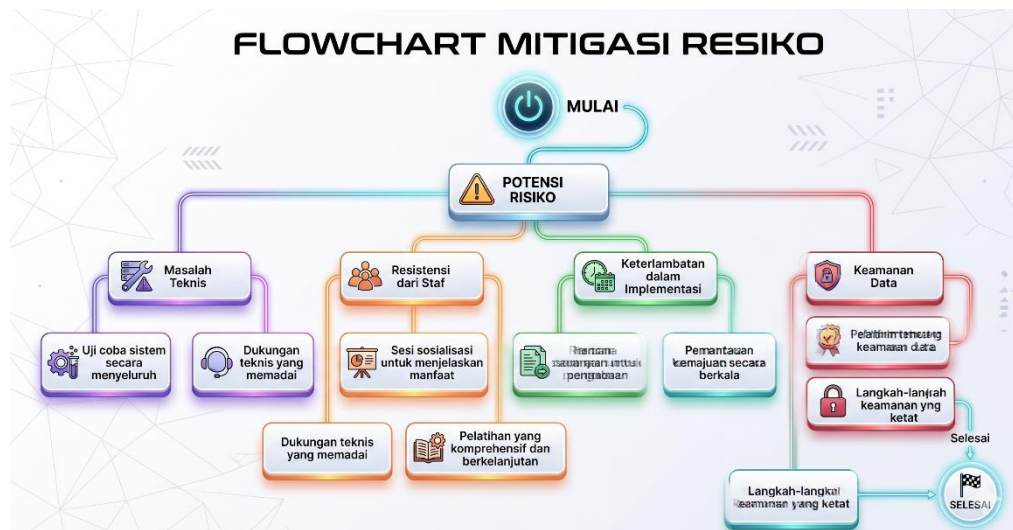 FLOWCHART MITIGASI RESIKO
MULAI
POTENSI
RISIKO
Masalah
Teknis
Resistensi
dari Staf
Keterlambatan
dalam
Implementasi
Keamanan
Data
Uji coba sistem
secara
menyeluruh
Dukungan
teknis yang
memadai
Sesi sosialisasi
untuk menjelaskan
manfaat
Pemantauan
kemajuan secara
berkala
keamaan data
Langkah-langkah
keamanan yng
ketat
Dukungan teknis
yang memadai
Pelatihan yang
komprehensif dan
berkelanjutan
Selesai
SELESAI
Langkah-langkal
keamanan yang ketat